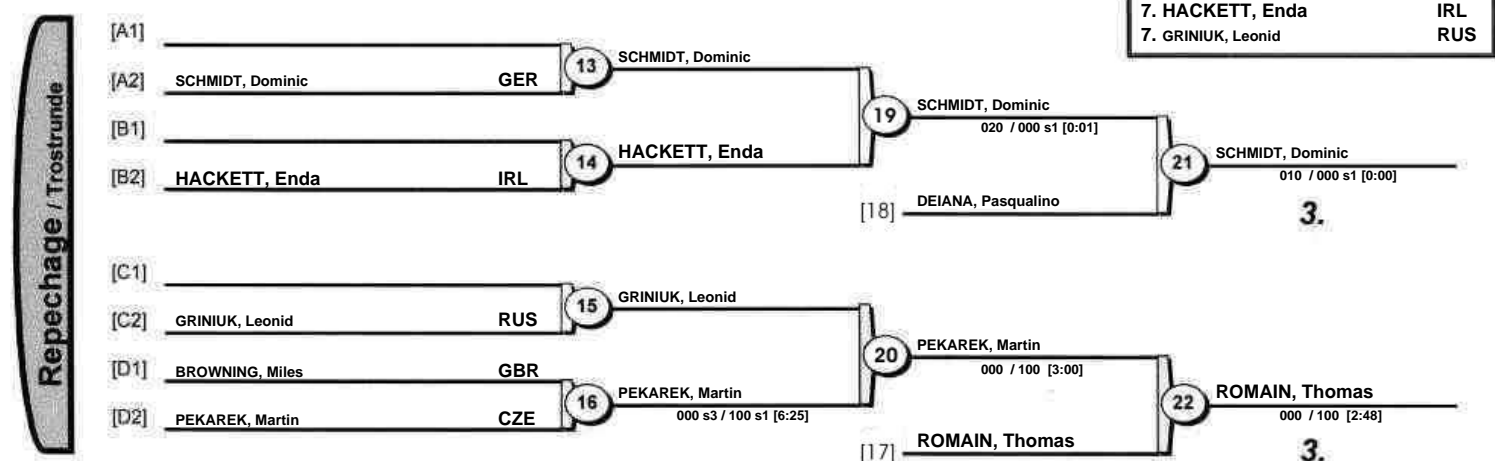 7. HACKETT, Enda IRL
7. GRINIUK, Leonid RUS
Repechage / Trostrunde
[A1]
[A2] SCHMIDT, Dominic GER
13 SCHMIDT, Dominic
[B1]
[B2] HACKETT, Enda IRL
14 HACKETT, Enda
19 SCHMIDT, Dominic
020 / 000 s1 [0:01]
[18] DEIANA, Pasqualino
21 SCHMIDT, Dominic
010 / 000 s1 [0:00]
3.
[C1]
[C2] GRINIUK, Leonid RUS
15 GRINIUK, Leonid
[D1] BROWNING, Miles GBR
[D2] PEKAREK, Martin CZE
16 PEKAREK, Martin
000 s3 / 100 s1 [6:25]
20 PEKAREK, Martin
000 / 100 [3:00]
[17] ROMAIN, Thomas
22 ROMAIN, Thomas
000 / 100 [2:48]
3.